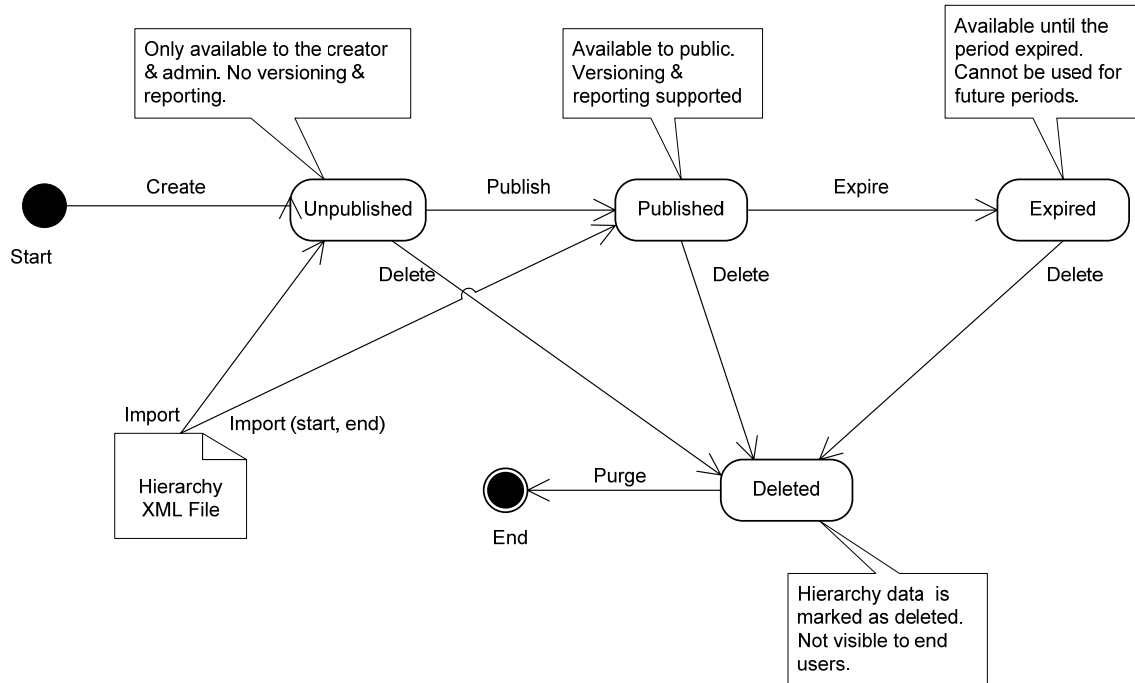 Only available to the creator
& admin. No versioning &
reporting.
Available to public.
Versioning &
reporting supported
Available until the
period expired.
Cannot be used for
future periods.
Create
Unpublished
Publish
Published
Expire
Expired
Start
Delete
Delete
Delete
Import
Import (start, end)
Hierarchy
XML File
Purge
Deleted
End
Hierarchy data is
marked as deleted.
Not visible to end
users.